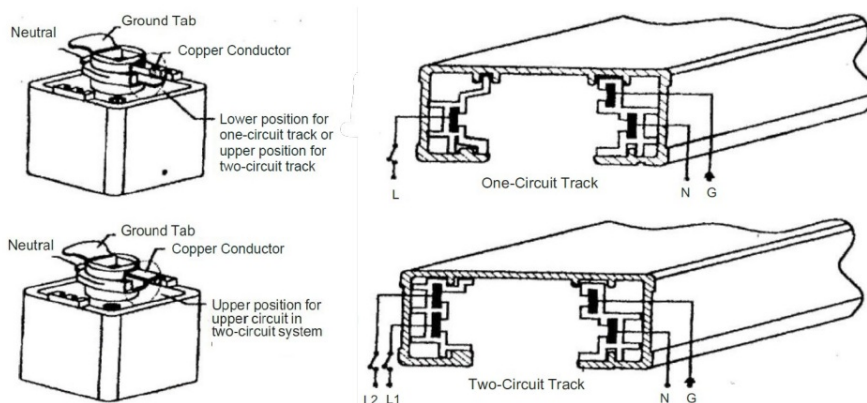 Ground Tab
Neutral
Copper Conductor
Lower position for
one-circuit track or
upper position for
two-circuit track
L
One-Circuit Track
N
G
Ground Tab
Neutral
Copper Conductor
Upper position for
upper circuit in
two-circuit system
L2
L1
Two-Circuit Track
N
G